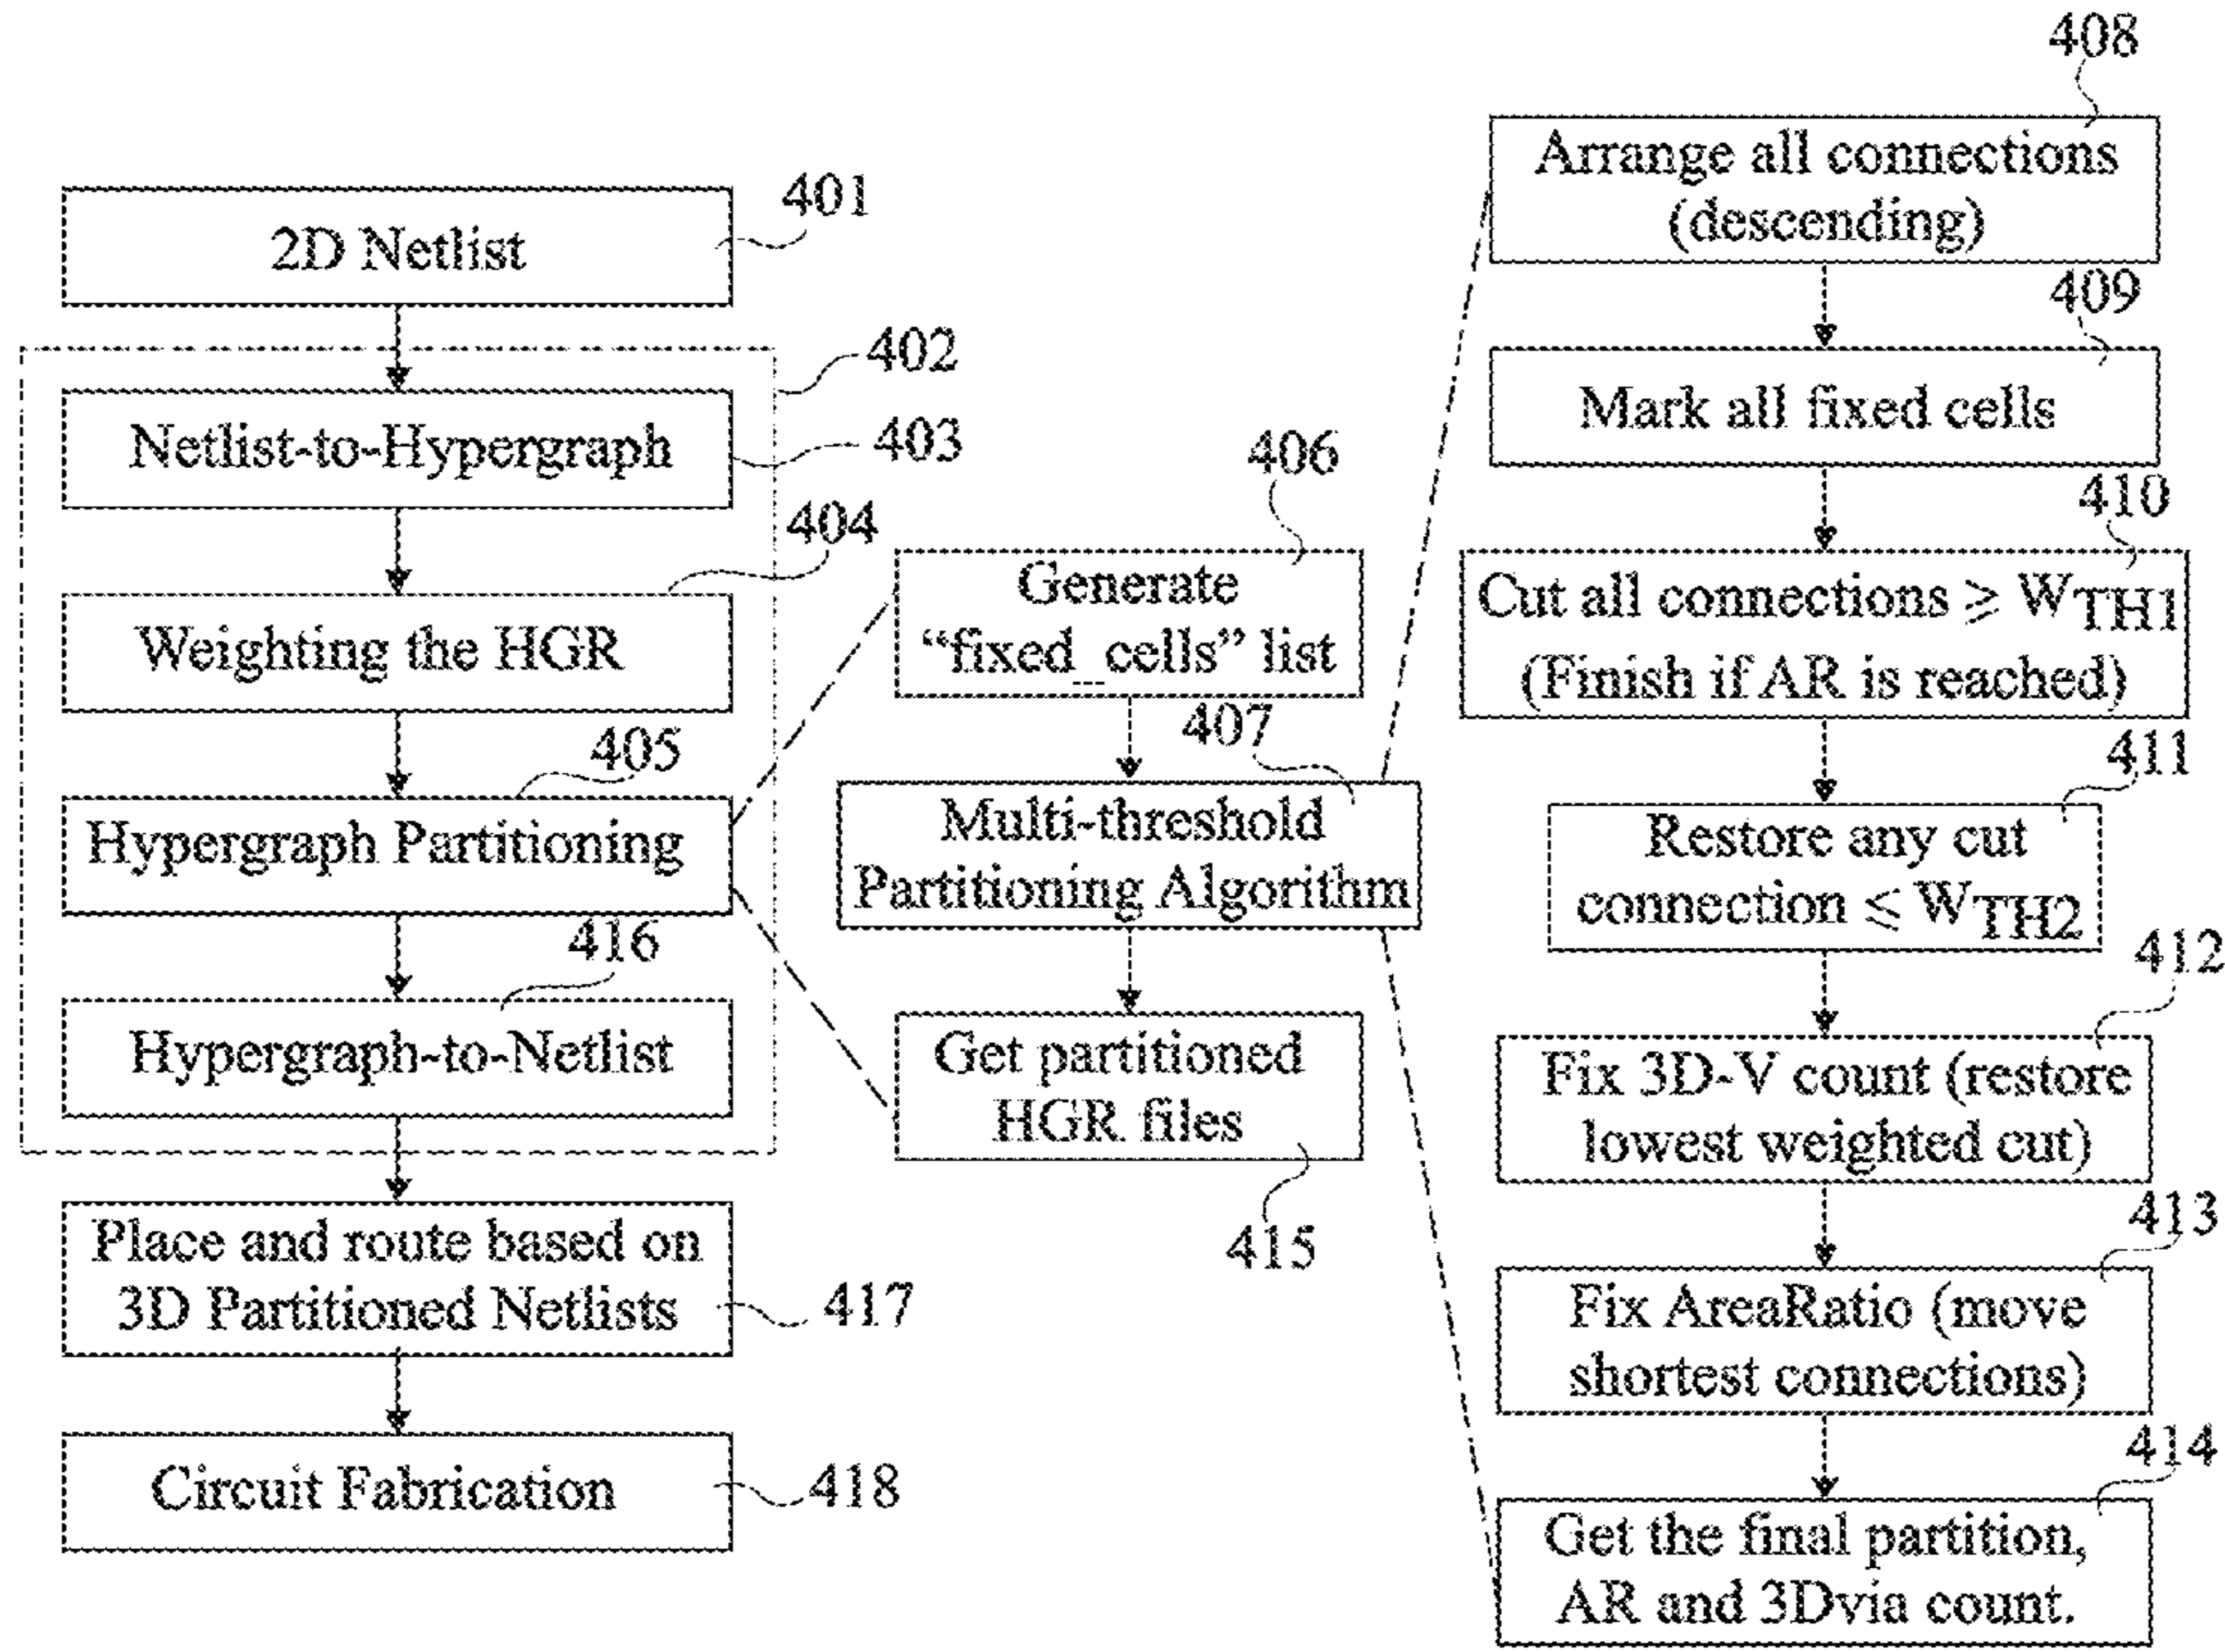 401
2D Netlist
402
Netlist-to-Hypergraph
403
404
Weighting the HGR
405
Hypergraph Partitioning
416
Hypergraph-to-Netlist
Place and route based on
3D Partitioned Netlists
417
Circuit Fabrication
418
406
Generate
“fixed_cells” list
407
Multi-threshold
Partitioning Algorithm
Get partitioned
HGR files
415
408
Arrange all connections
(descending)
409
Mark all fixed cells
410
Cut all connections ⩾ WTH1
(Finish if AR is reached)
411
Restore any cut
connection ⩽ WTH2
412
Fix 3D-V count (restore
lowest weighted cut)
413
Fix AreaRatio (move
shortest connections)
414
Get the final partition,
AR and 3Dvia count.